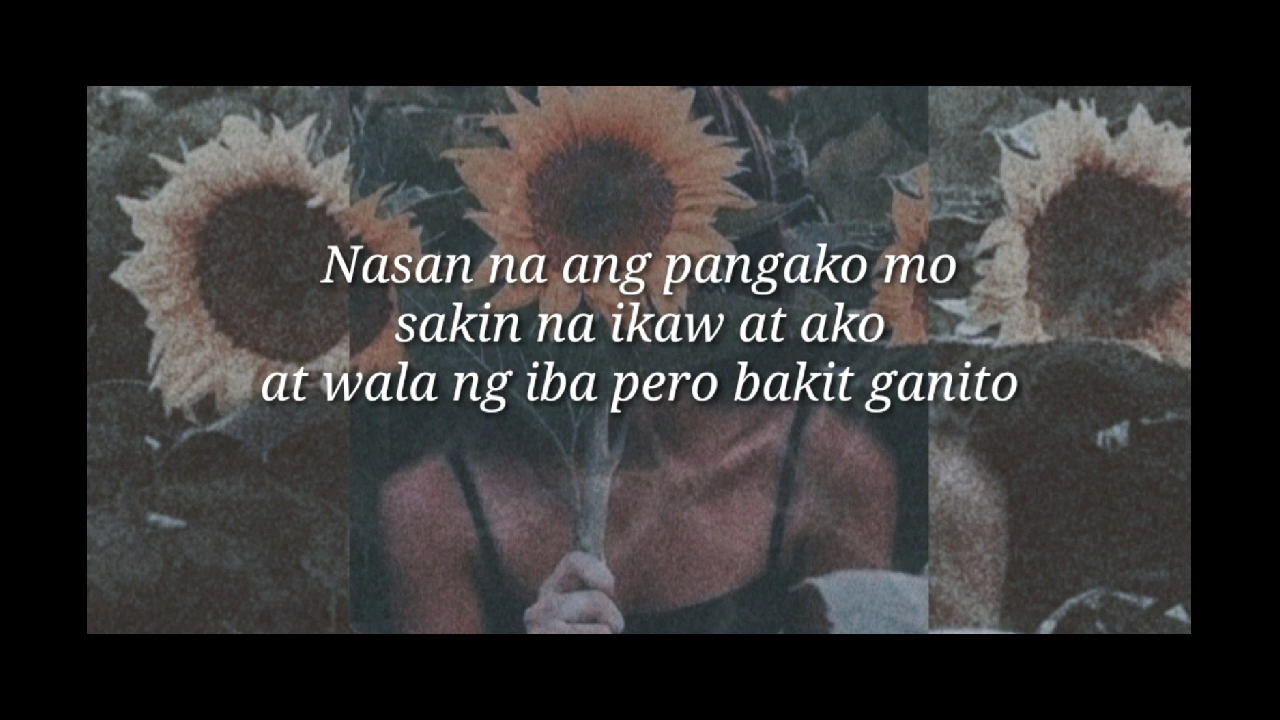 Nasan na ang pangako mo
sakin na ikaw at ako
at wala ng iba pero bakit ganito